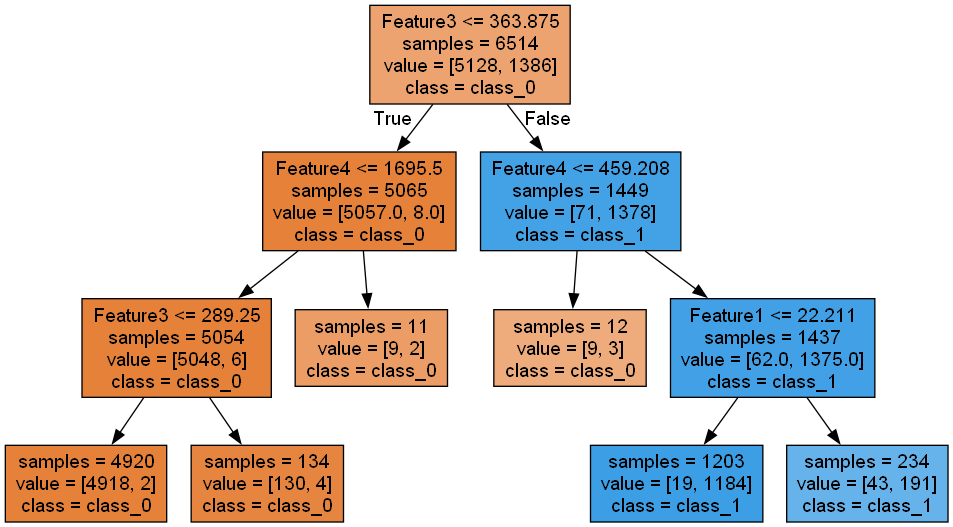 Feature3 <= 363.875
samples = 6514
value = [5128, 1386]
class = class_0
True
False
Feature4 <= 1695.5
samples = 5065
value = [5057.0, 8.0]
class = class_0
Feature4 <= 459.208
samples = 1449
value = [71, 1378]
class = class_1
Feature3 <= 289.25
samples = 5054
value = [5048, 6]
class = class_0
samples = 11
value = [9, 2]
class = class_0
samples = 12
value = [9, 3]
class = class_0
Feature1 <= 22.211
samples = 1437
value = [62.0, 1375.0]
class = class_1
samples = 4920
value = [4918, 2]
class = class_0
samples = 134
value = [130, 4]
class = class_0
samples = 1203
value = [19, 1184]
class = class_1
samples = 234
value = [43, 191]
class = class_1